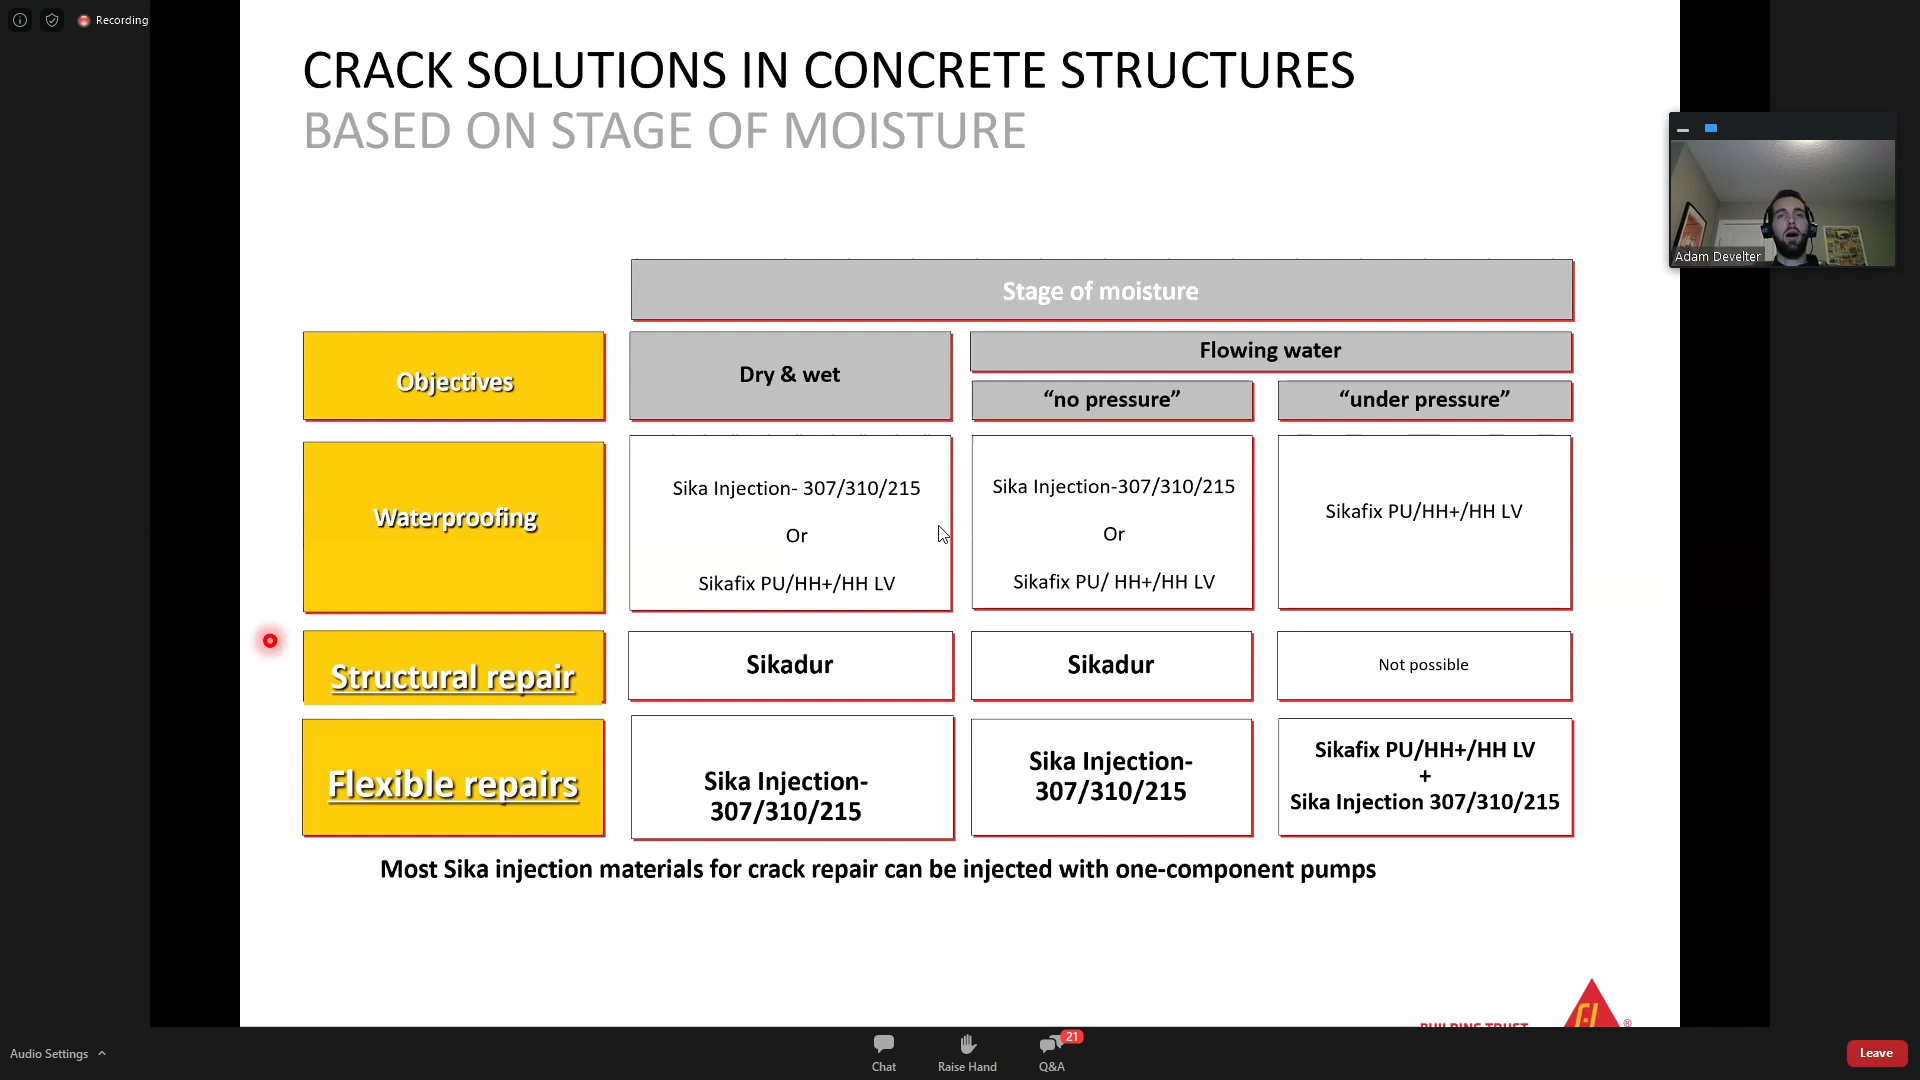 Recording
CRACK SOLUTIONS IN CONCRETE STRUCTURES
BASED ON STAGE OF MOISTURE
Adam Develter
Stage of moisture
Objectives
Dry & wet
Flowing water
“no pressure”
“under pressure”
Waterproofing
Sika Injection- 307/310/215
Or
Sikafix PU/HH+/HH LV
Sika Injection-307/310/215
Or
Sikafix PU/ HH+/HH LV
Sikafix PU/HH+/HH LV
Structural repair
Sikadur
Sikadur
Not possible
Flexible repairs
Sika Injection-
307/310/215
Sika Injection-
307/310/215
Sikafix PU/HH+/HH LV
+
Sika Injection 307/310/215
Most Sika injection materials for crack repair can be injected with one-component pumps
BUILDING TRUST
®
Audio Settings
Chat
Raise Hand
21
Q&A
Leave